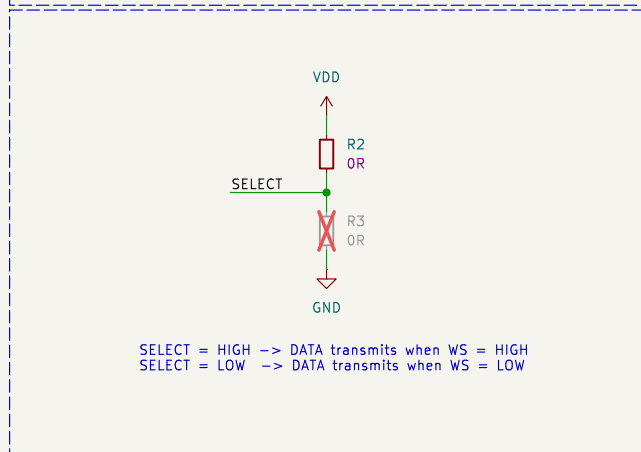 VDD
R2
0R
SELECT
R3
0R
GND
SELECT = HIGH -> DATA transmits when WS = HIGH
SELECT = LOW  -> DATA transmits when WS = LOW